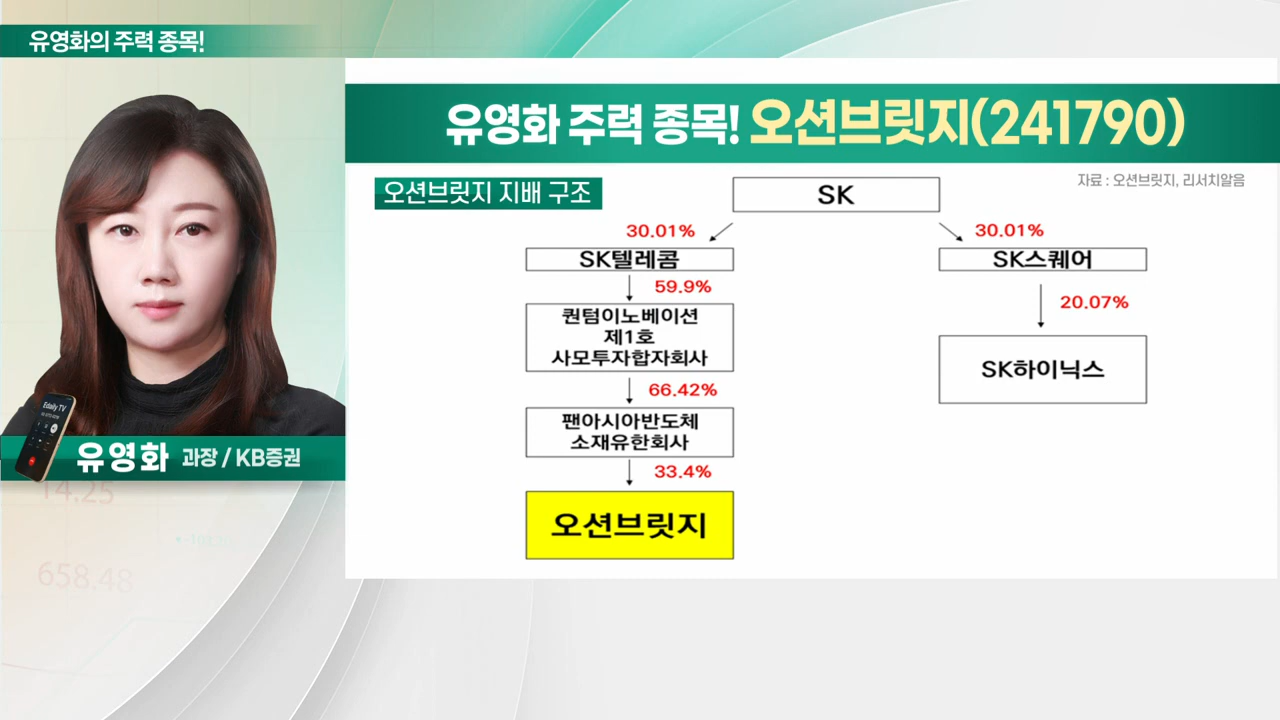 유영화의 주력 종목!
유영화 주력 종목! 오션브릿지(241790)
오션브릿지 지배 구조
자료 : 오션브릿지, 리서치알음
SK
30.01%
30.01%
SK텔레콤
SK스퀘어
59.9%
20.07%
퀀텀이노베이션
제1호
사모투자합자회사
SK하이닉스
66.42%
팬아시아반도체
소재유한회사
33.4%
오션브릿지
Edaily TV
유영화 과장 / KB증권
14.25
658.48